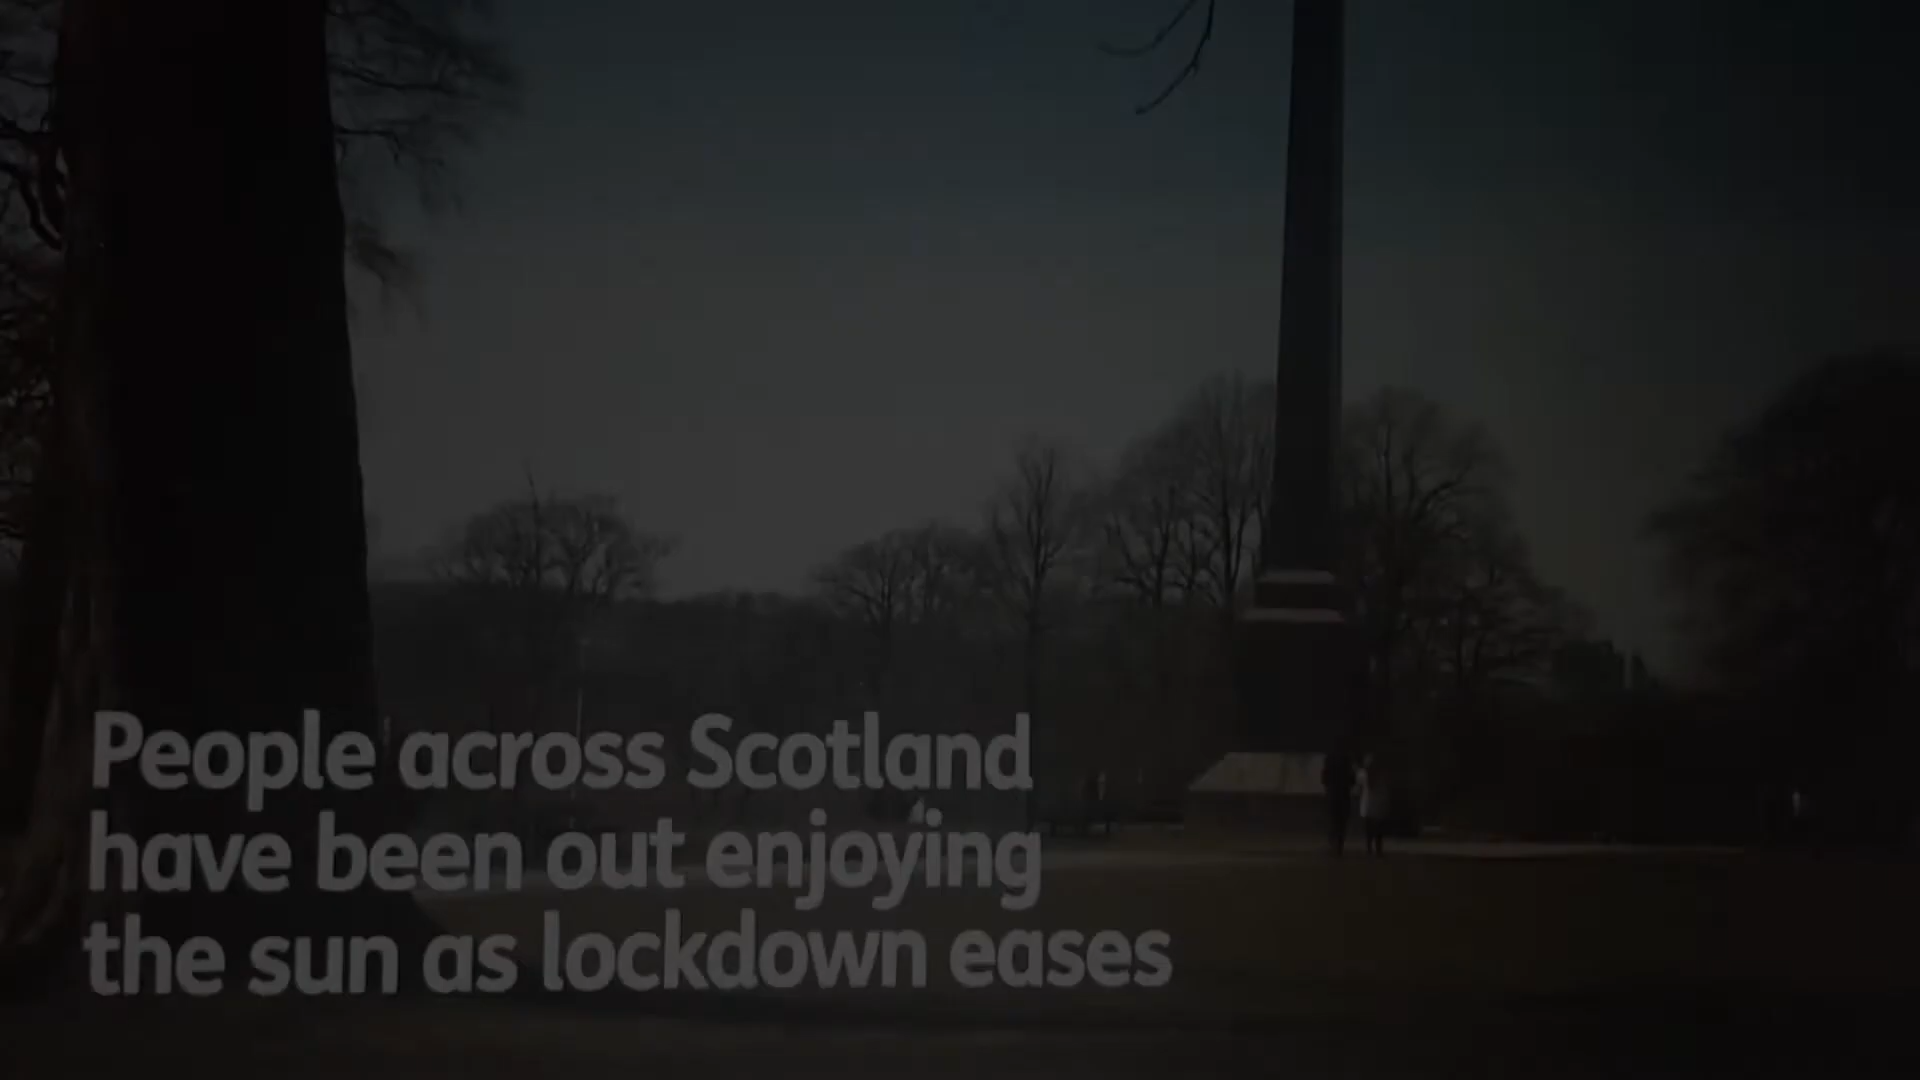 People across Scotland
have been out enjoying
the sun as lockdown eases